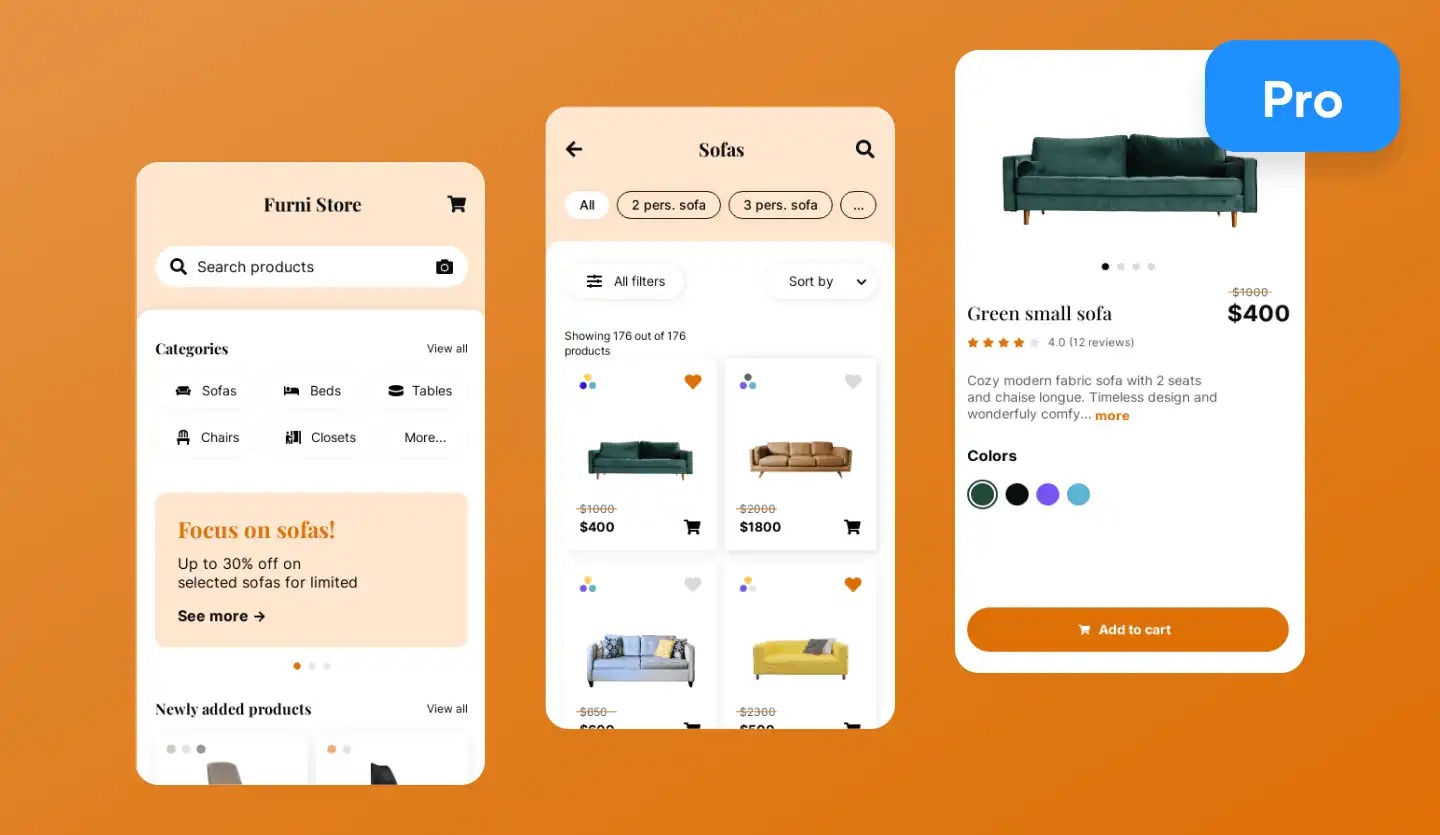 Furni Store
Search products
Categories
View all
Sofas
Beds
Tables
Chairs
Closets
More...
Focus on sofas!
Up to 30% off on
selected sofas for limited
See more →
Newly added products
View all
Sofas
All
2 pers. sofa
3 pers. sofa
...
All filters
Sort by
Showing 176 out of 176
products
$1000
$400
$2000
$1800
$850
$600
$2300
$500
Pro
$1000
Green small sofa
$400
4.0 (12 reviews)
Cozy modern fabric sofa with 2 seats
and chaise longue. Timeless design and
wonderfuly comfy... more
Colors
Add to cart